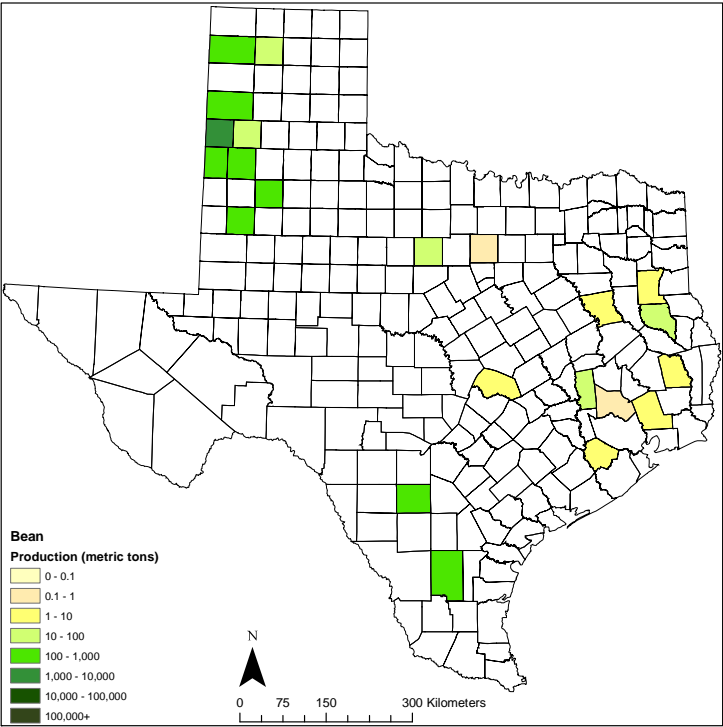 Bean
Production (metric tons)
0 - 0.1
0.1 - 1
1 - 10
10 - 100
100 - 1,000
1,000 - 10,000
10,000 - 100,000
100,000+
N
0 75 150 300 Kilometers